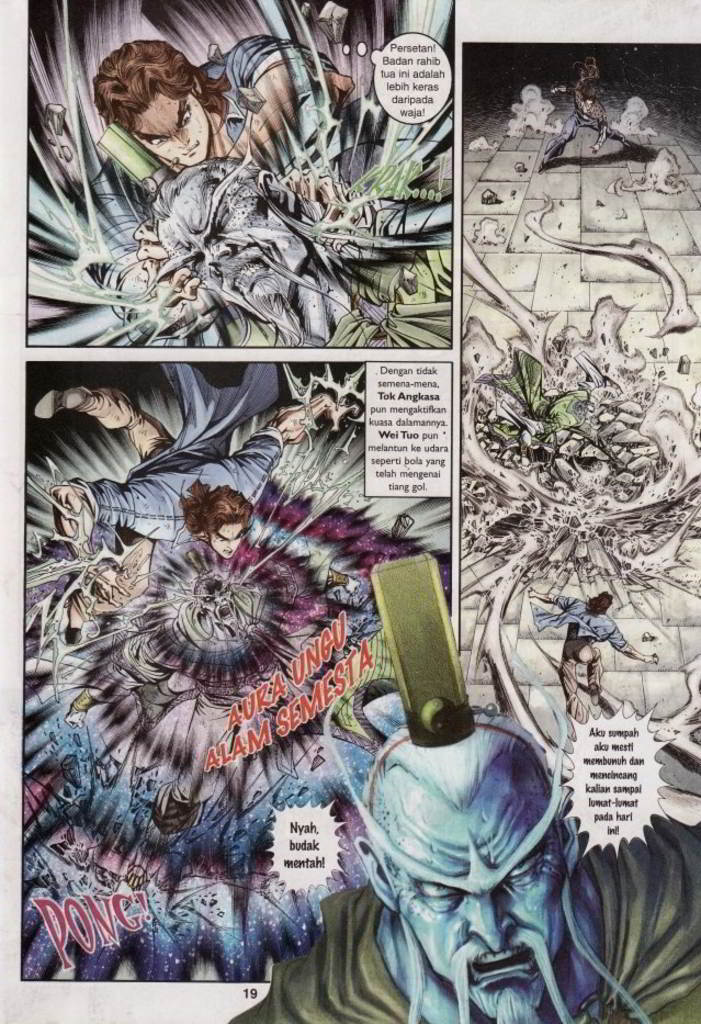 Persetan!
Badan rahib
tua ini adalah
lebih keras
daripada
waja!
PRAK....!
Dengan tidak
semena-mena,
Tok Angkasa
pun mengaktifkan
kuasa dalamannya.
Wei Tuo pun
melantun ke udara
seperti bola yang
telah mengenai
tiang gol.
AURA UNGU
ALAM SEMESTA
Nyah,
budak
mentah!
PONG!
Aku sumpah
aku mesti
membunuh dan
mencincang
kalian sampai
lumat-lumat
pada hari
ini!
19